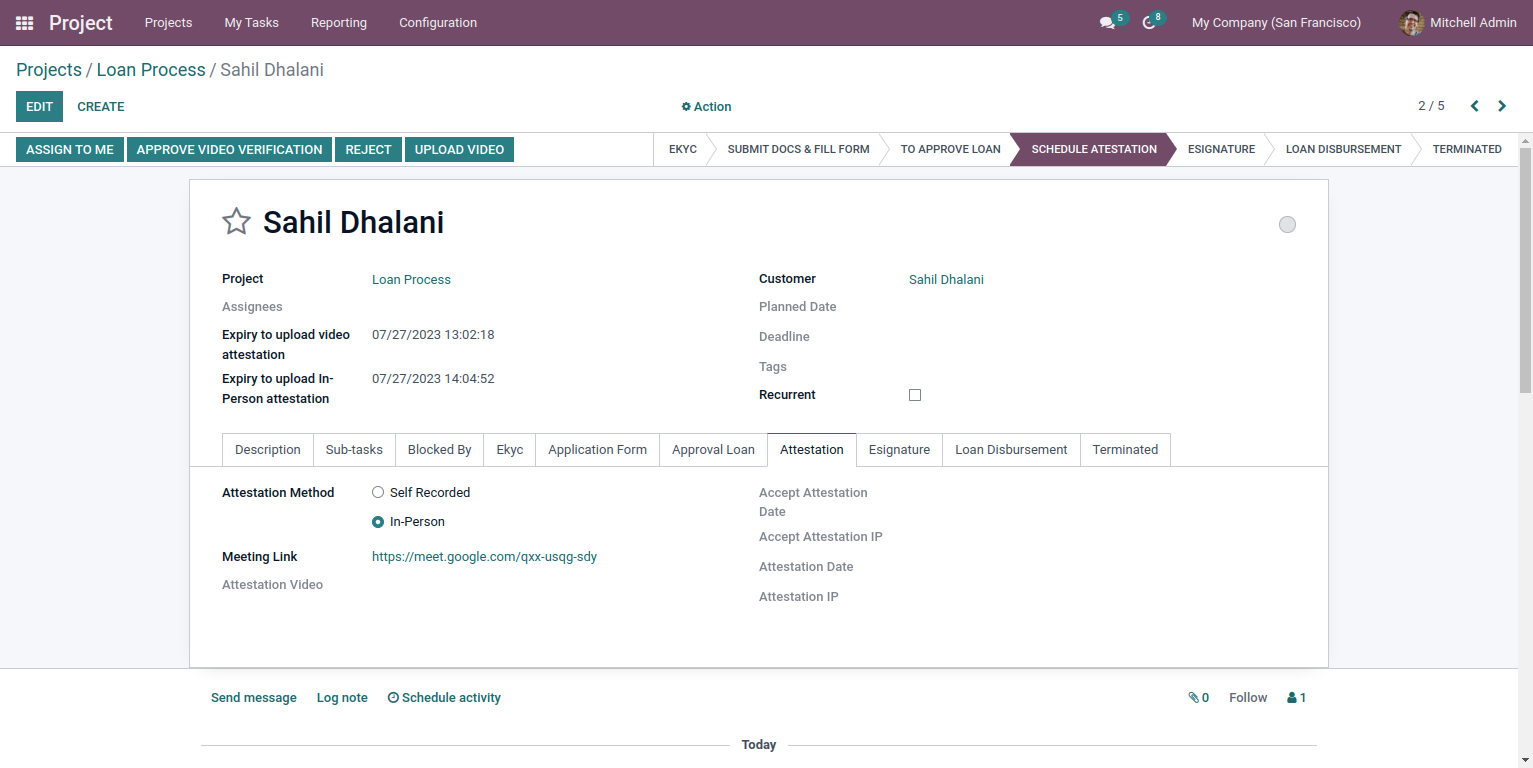 Project Projects My Tasks Reporting Configuration 5 8 My Company (San Francisco) Mitchell Admin
Projects / Loan Process / Sahil Dhalani
EDIT CREATE Action 2 / 5
ASSIGN TO ME APPROVE VIDEO VERIFICATION REJECT UPLOAD VIDEO EKYC SUBMIT DOCS & FILL FORM TO APPROVE LOAN SCHEDULE ATESTATION ESIGNATURE LOAN DISBURSEMENT TERMINATED
Sahil Dhalani
Project Loan Process
Assignees
Expiry to upload video
attestation
07/27/2023 13:02:18
Expiry to upload In-
Person attestation
07/27/2023 14:04:52
Customer Sahil Dhalani
Planned Date
Deadline
Tags
Recurrent
Description Sub-tasks Blocked By Ekyc Application Form Approval Loan Attestation Esignature Loan Disbursement Terminated
Attestation Method Self Recorded
In-Person
Meeting Link https://meet.google.com/qxx-usqg-sdy
Attestation Video
Accept Attestation
Date
Accept Attestation IP
Attestation Date
Attestation IP
Send message Log note Schedule activity 0 Follow 1
Today